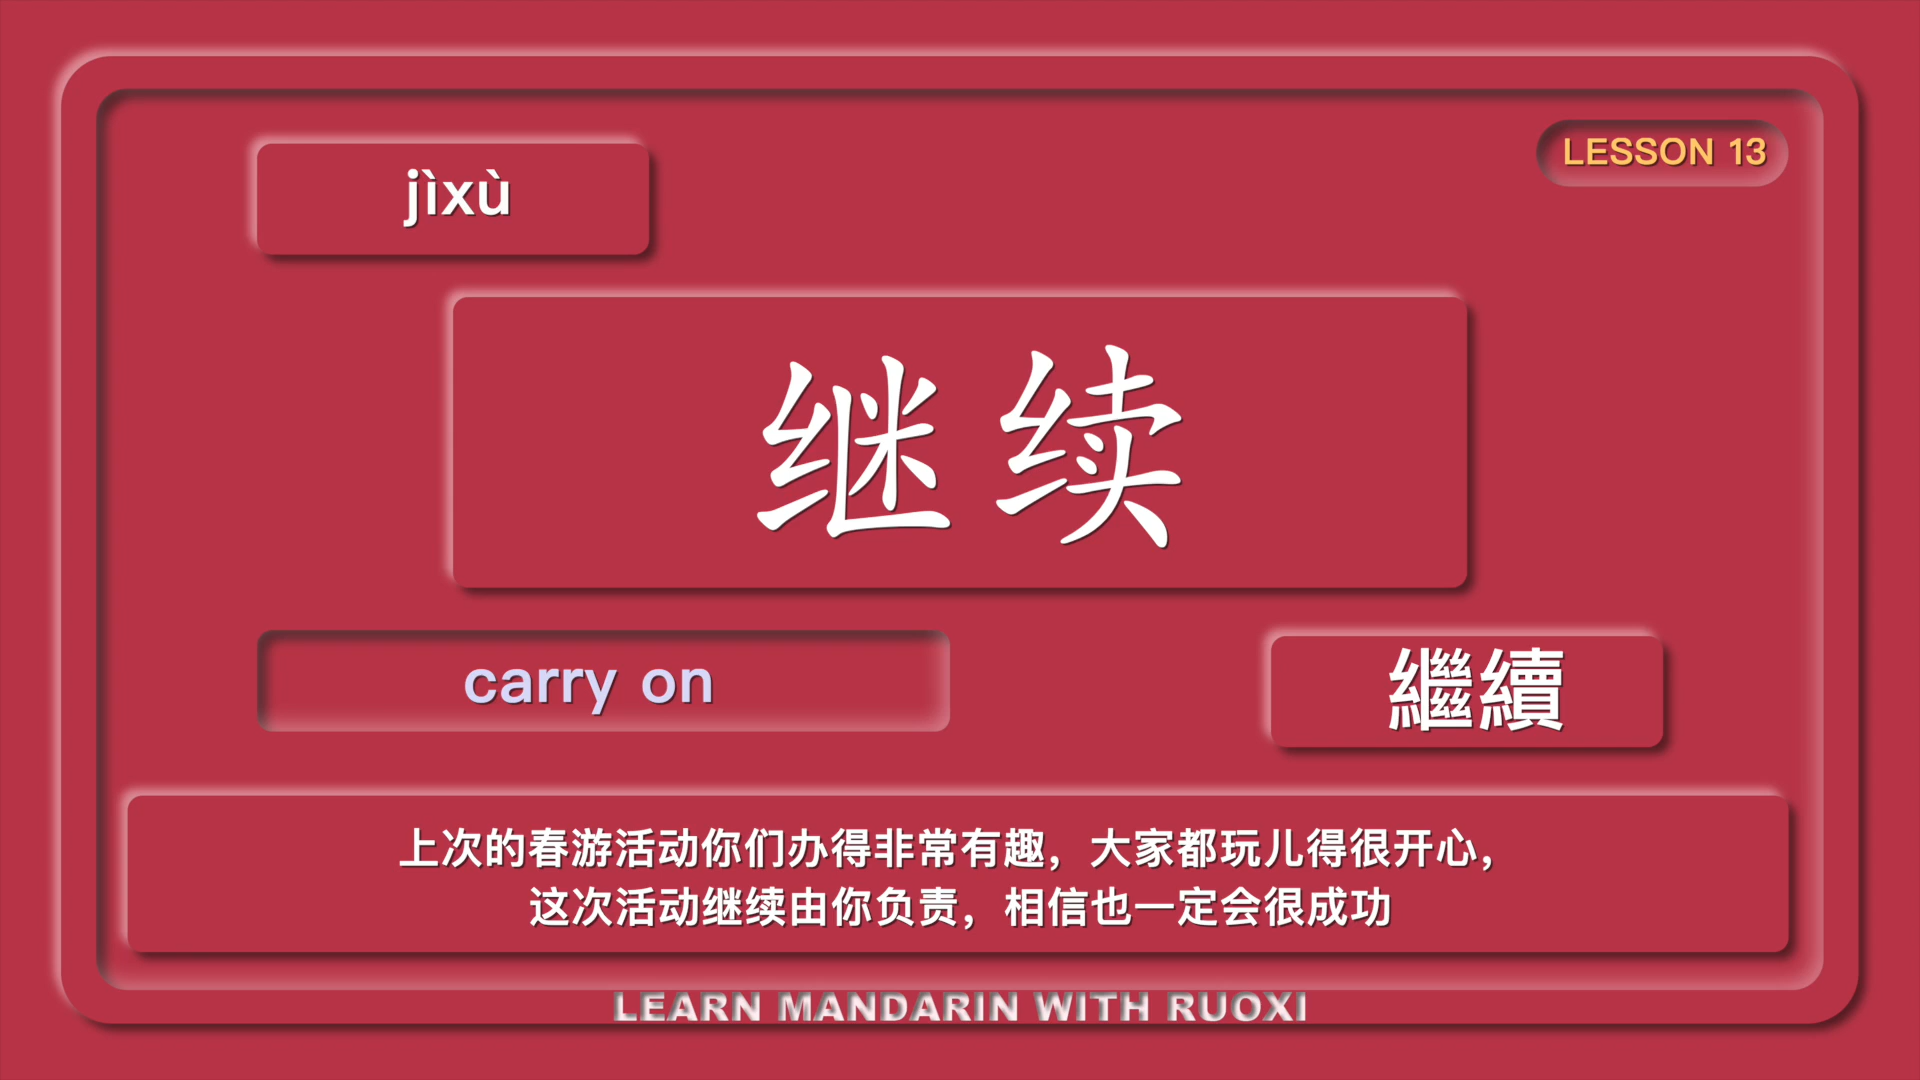 LESSON 13
jìxù
继续
carry on
繼續
上次的春游活动你们办得非常有趣，大家都玩儿得很开心，
这次活动继续由你负责，相信也一定会很成功
LEARN MANDARIN WITH RUOXI